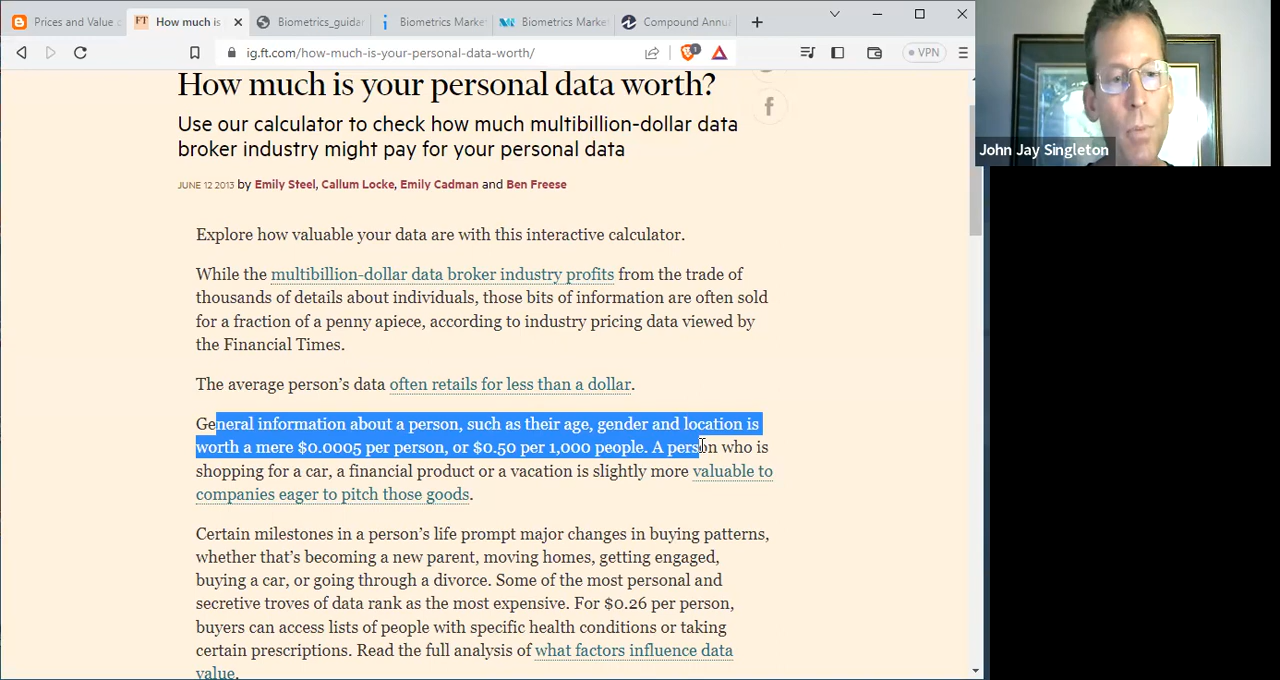 Prices and Value
How much is
Biometrics_guidan
Biometrics Market
Biometrics Market
Compound Annua
ig.ft.com/how-much-is-your-personal-data-worth/
1
VPN
How much is your personal data worth?
Use our calculator to check how much multibillion-dollar data
broker industry might pay for your personal data
JUNE 12 2013 by Emily Steel, Callum Locke, Emily Cadman and Ben Freese
Explore how valuable your data are with this interactive calculator.
While the multibillion-dollar data broker industry profits from the trade of
thousands of details about individuals, those bits of information are often sold
for a fraction of a penny apiece, according to industry pricing data viewed by
the Financial Times.
The average person’s data often retails for less than a dollar.
General information about a person, such as their age, gender and location is
worth a mere $0.0005 per person, or $0.50 per 1,000 people. A person who is
shopping for a car, a financial product or a vacation is slightly more valuable to
companies eager to pitch those goods.
Certain milestones in a person’s life prompt major changes in buying patterns,
whether that’s becoming a new parent, moving homes, getting engaged,
buying a car, or going through a divorce. Some of the most personal and
secretive troves of data rank as the most expensive. For $0.26 per person,
buyers can access lists of people with specific health conditions or taking
certain prescriptions. Read the full analysis of what factors influence data
value.
John Jay Singleton